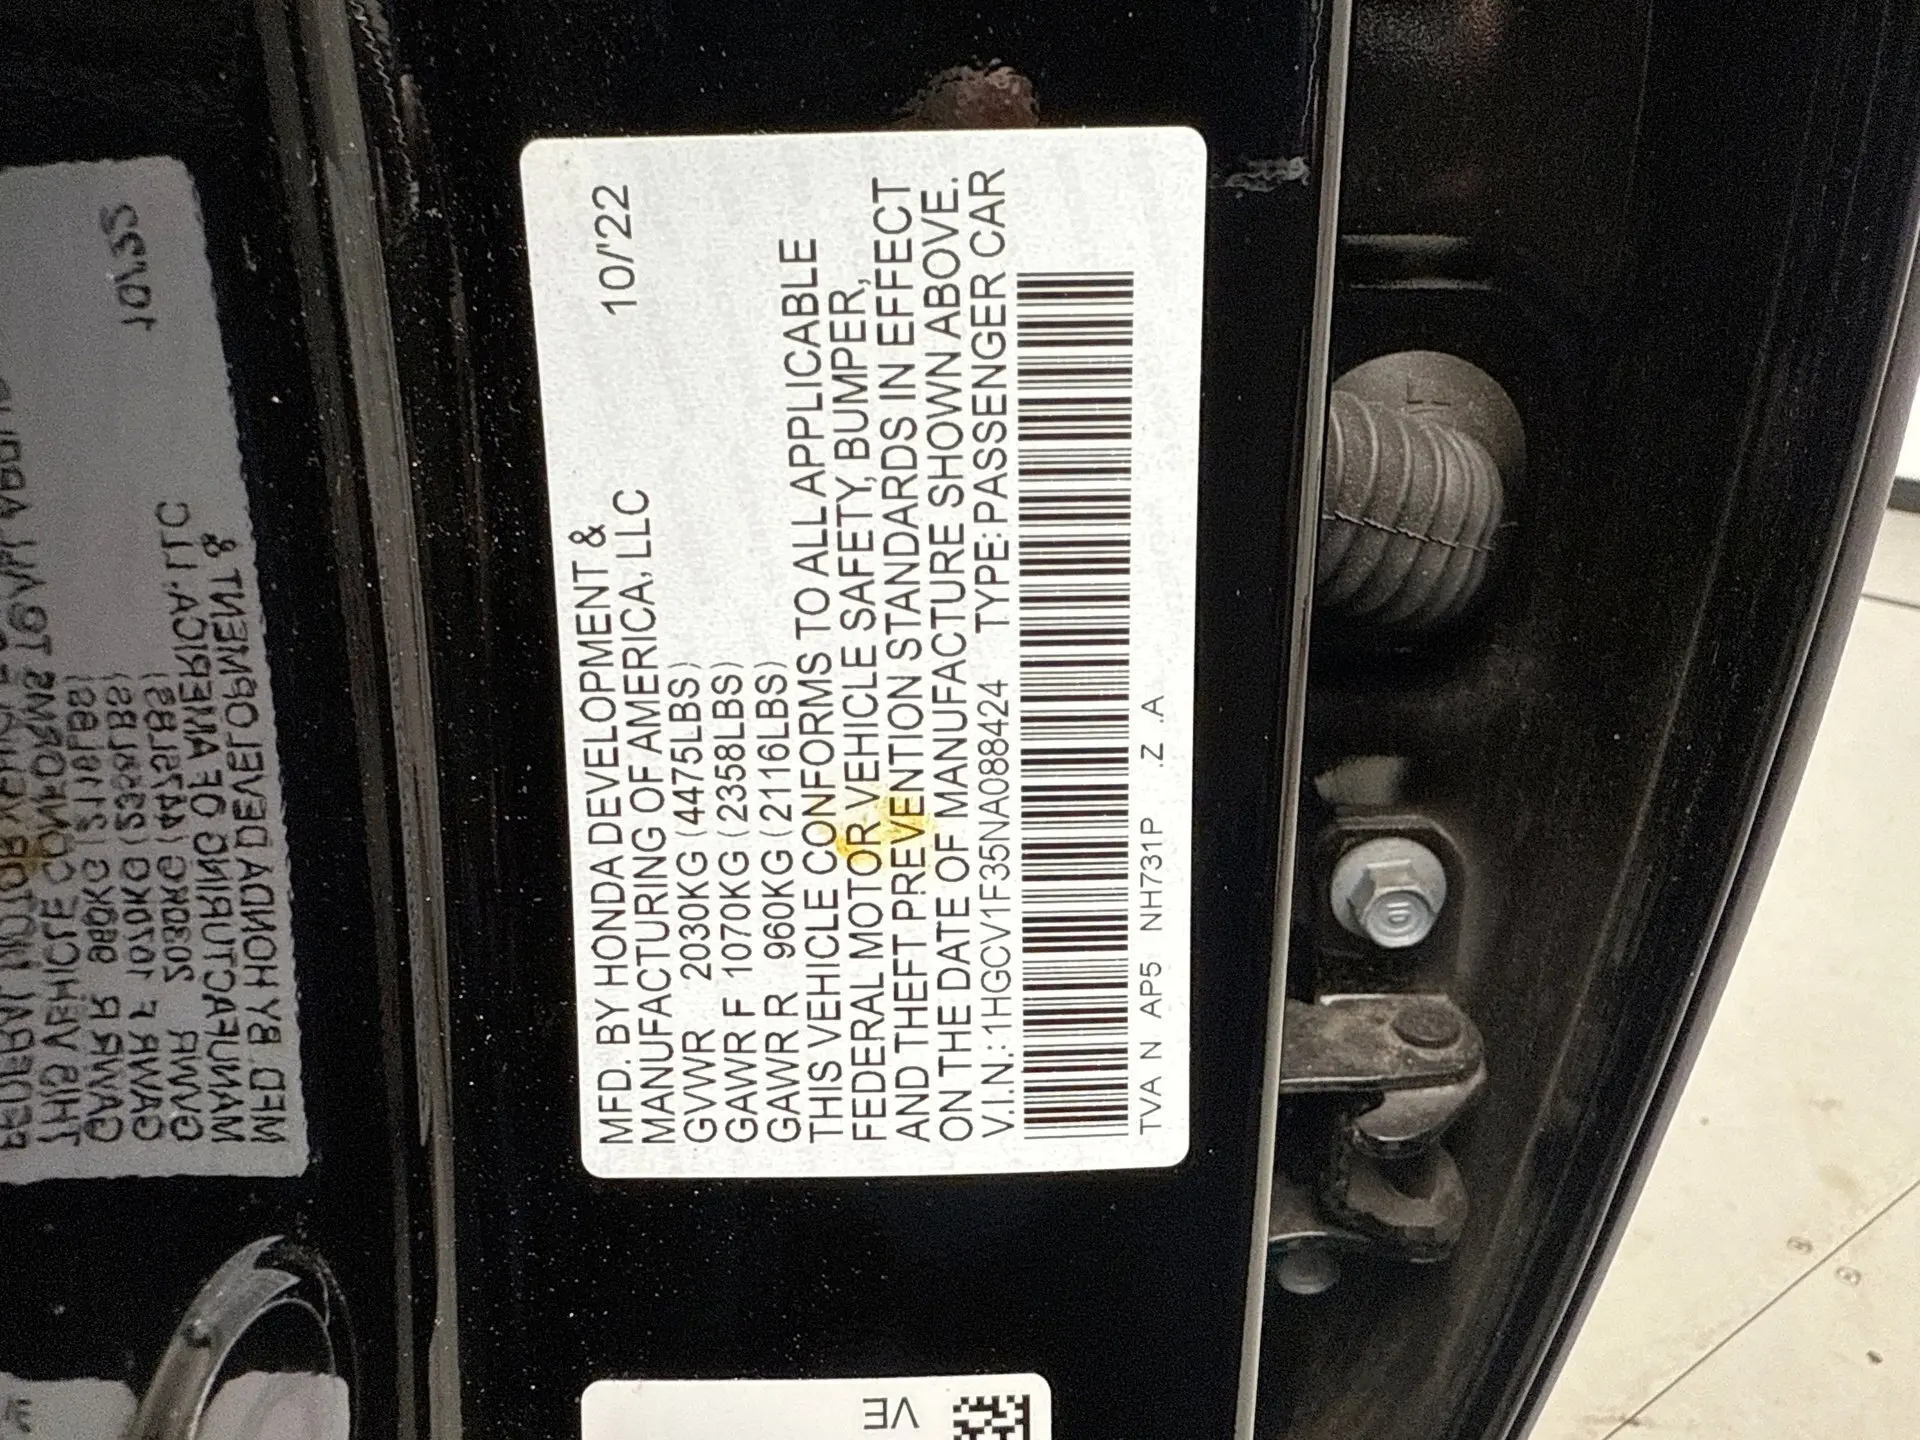 MFD. BY HONDA DEVELOPMENT & 10/'22
MANUFACTURING OF AMERICA, LLC
GVWR 2030KG (4475LBS)
GAWR F 1070KG (2358LBS)
GAWR R 960KG (2116LBS)
THIS VEHICLE CONFORMS TO ALL APPLICABLE
FEDERAL MOTOR VEHICLE SAFETY, BUMPER,
AND THEFT PREVENTION STANDARDS IN EFFECT
ON THE DATE OF MANUFACTURE SHOWN ABOVE.
V.I.N.: 1HGCV1F35NA088424 TYPE: PASSENGER CAR
TVA N AP5 NH731P .Z .A
VE